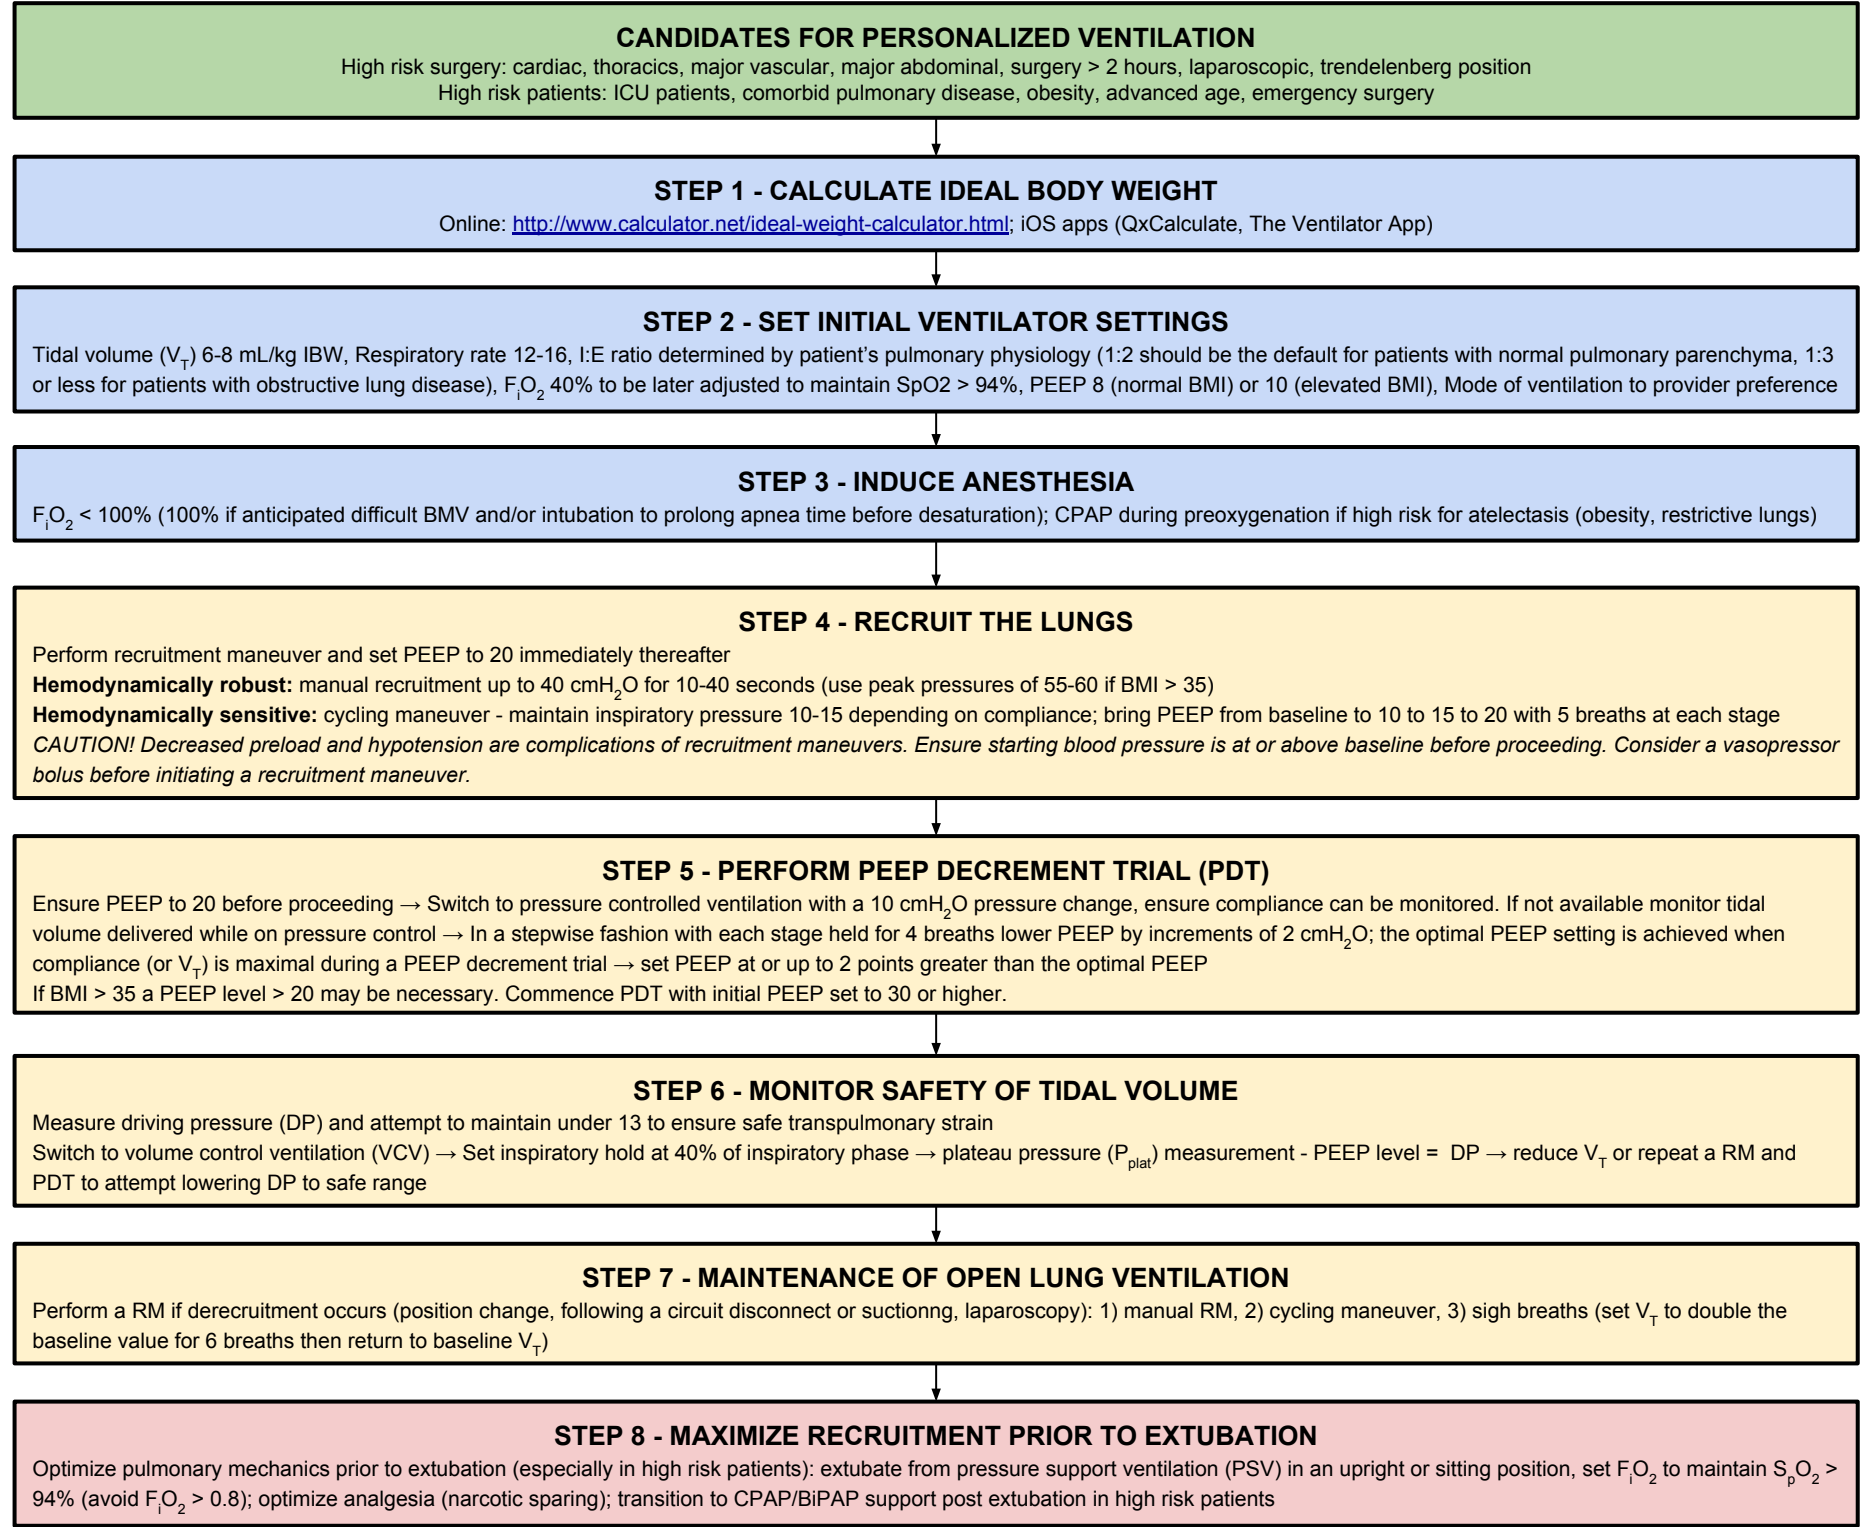 CANDIDATES FOR PERSONALIZED VENTILATION
High risk surgery: cardiac, thoracics, major vascular, major abdominal, surgery > 2 hours, laparoscopic, trendelenberg position
High risk patients: ICU patients, comorbid pulmonary disease, obesity, advanced age, emergency surgery
STEP 1 - CALCULATE IDEAL BODY WEIGHT
Online: http://www.calculator.net/ideal-weight-calculator.html; iOS apps (QxCalculate, The Ventilator App)
STEP 2 - SET INITIAL VENTILATOR SETTINGS
Tidal volume (VT) 6-8 mL/kg IBW, Respiratory rate 12-16, I:E ratio determined by patient's pulmonary physiology (1:2 should be the default for patients with normal pulmonary parenchyma, 1:3
or less for patients with obstructive lung disease), FiO2 40% to be later adjusted to maintain SpO2 > 94%, PEEP 8 (normal BMI) or 10 (elevated BMI), Mode of ventilation to provider preference
STEP 3 - INDUCE ANESTHESIA
FiO2 < 100% (100% if anticipated difficult BMV and/or intubation to prolong apnea time before desaturation); CPAP during preoxygenation if high risk for atelectasis (obesity, restrictive lungs)
STEP 4 - RECRUIT THE LUNGS
Perform recruitment maneuver and set PEEP to 20 immediately thereafter
Hemodynamically robust: manual recruitment up to 40 cmH2O for 10-40 seconds (use peak pressures of 55-60 if BMI > 35)
Hemodynamically sensitive: cycling maneuver - maintain inspiratory pressure 10-15 depending on compliance; bring PEEP from baseline to 10 to 15 to 20 with 5 breaths at each stage
CAUTION! Decreased preload and hypotension are complications of recruitment maneuvers. Ensure starting blood pressure is at or above baseline before proceeding. Consider a vasopressor
bolus before initiating a recruitment maneuver.
STEP 5 - PERFORM PEEP DECREMENT TRIAL (PDT)
Ensure PEEP to 20 before proceeding → Switch to pressure controlled ventilation with a 10 cmH2O pressure change, ensure compliance can be monitored. If not available monitor tidal
volume delivered while on pressure control → In a stepwise fashion with each stage held for 4 breaths lower PEEP by increments of 2 cmH2O; the optimal PEEP setting is achieved when
compliance (or VT) is maximal during a PEEP decrement trial → set PEEP at or up to 2 points greater than the optimal PEEP
If BMI > 35 a PEEP level > 20 may be necessary. Commence PDT with initial PEEP set to 30 or higher.
STEP 6 - MONITOR SAFETY OF TIDAL VOLUME
Measure driving pressure (DP) and attempt to maintain under 13 to ensure safe transpulmonary strain
Switch to volume control ventilation (VCV) → Set inspiratory hold at 40% of inspiratory phase → plateau pressure (Pplat) measurement - PEEP level = DP → reduce VT or repeat a RM and
PDT to attempt lowering DP to safe range
STEP 7 - MAINTENANCE OF OPEN LUNG VENTILATION
Perform a RM if derecruitment occurs (position change, following a circuit disconnect or suctionng, laparoscopy): 1) manual RM, 2) cycling maneuver, 3) sigh breaths (set VT to double the
baseline value for 6 breaths then return to baseline VT)
STEP 8 - MAXIMIZE RECRUITMENT PRIOR TO EXTUBATION
Optimize pulmonary mechanics prior to extubation (especially in high risk patients): extubate from pressure support ventilation (PSV) in an upright or sitting position, set FiO2 to maintain SpO2 >
94% (avoid FiO2 > 0.8); optimize analgesia (narcotic sparing); transition to CPAP/BiPAP support post extubation in high risk patients